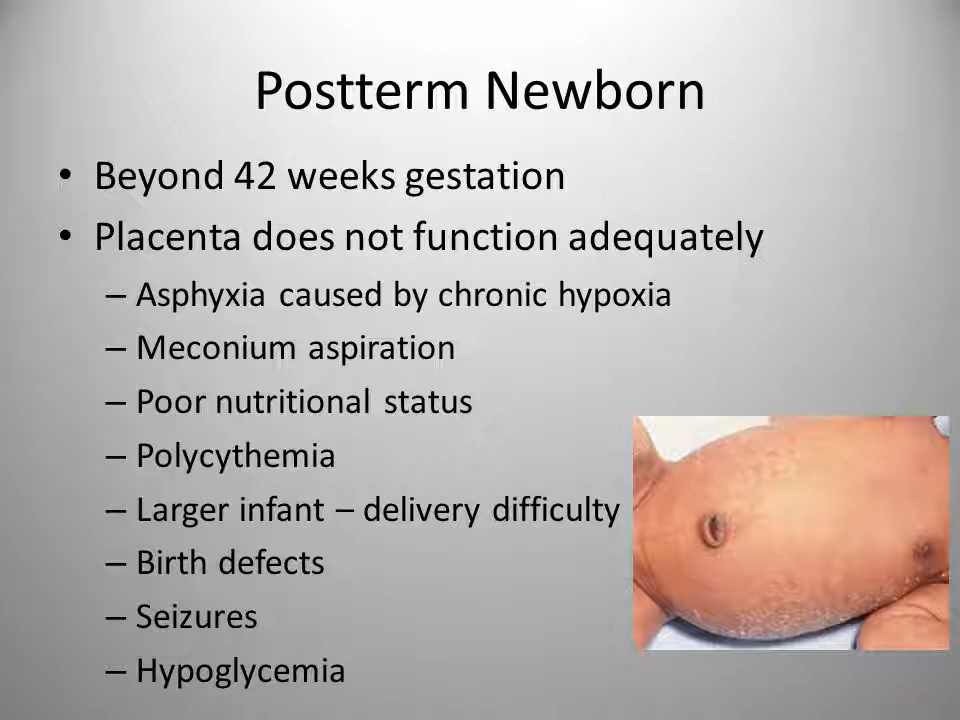 Postterm Newborn
• Beyond 42 weeks gestation
• Placenta does not function adequately
– Asphyxia caused by chronic hypoxia
– Meconium aspiration
– Poor nutritional status
– Polycythemia
– Larger infant – delivery difficulty
– Birth defects
– Seizures
– Hypoglycemia